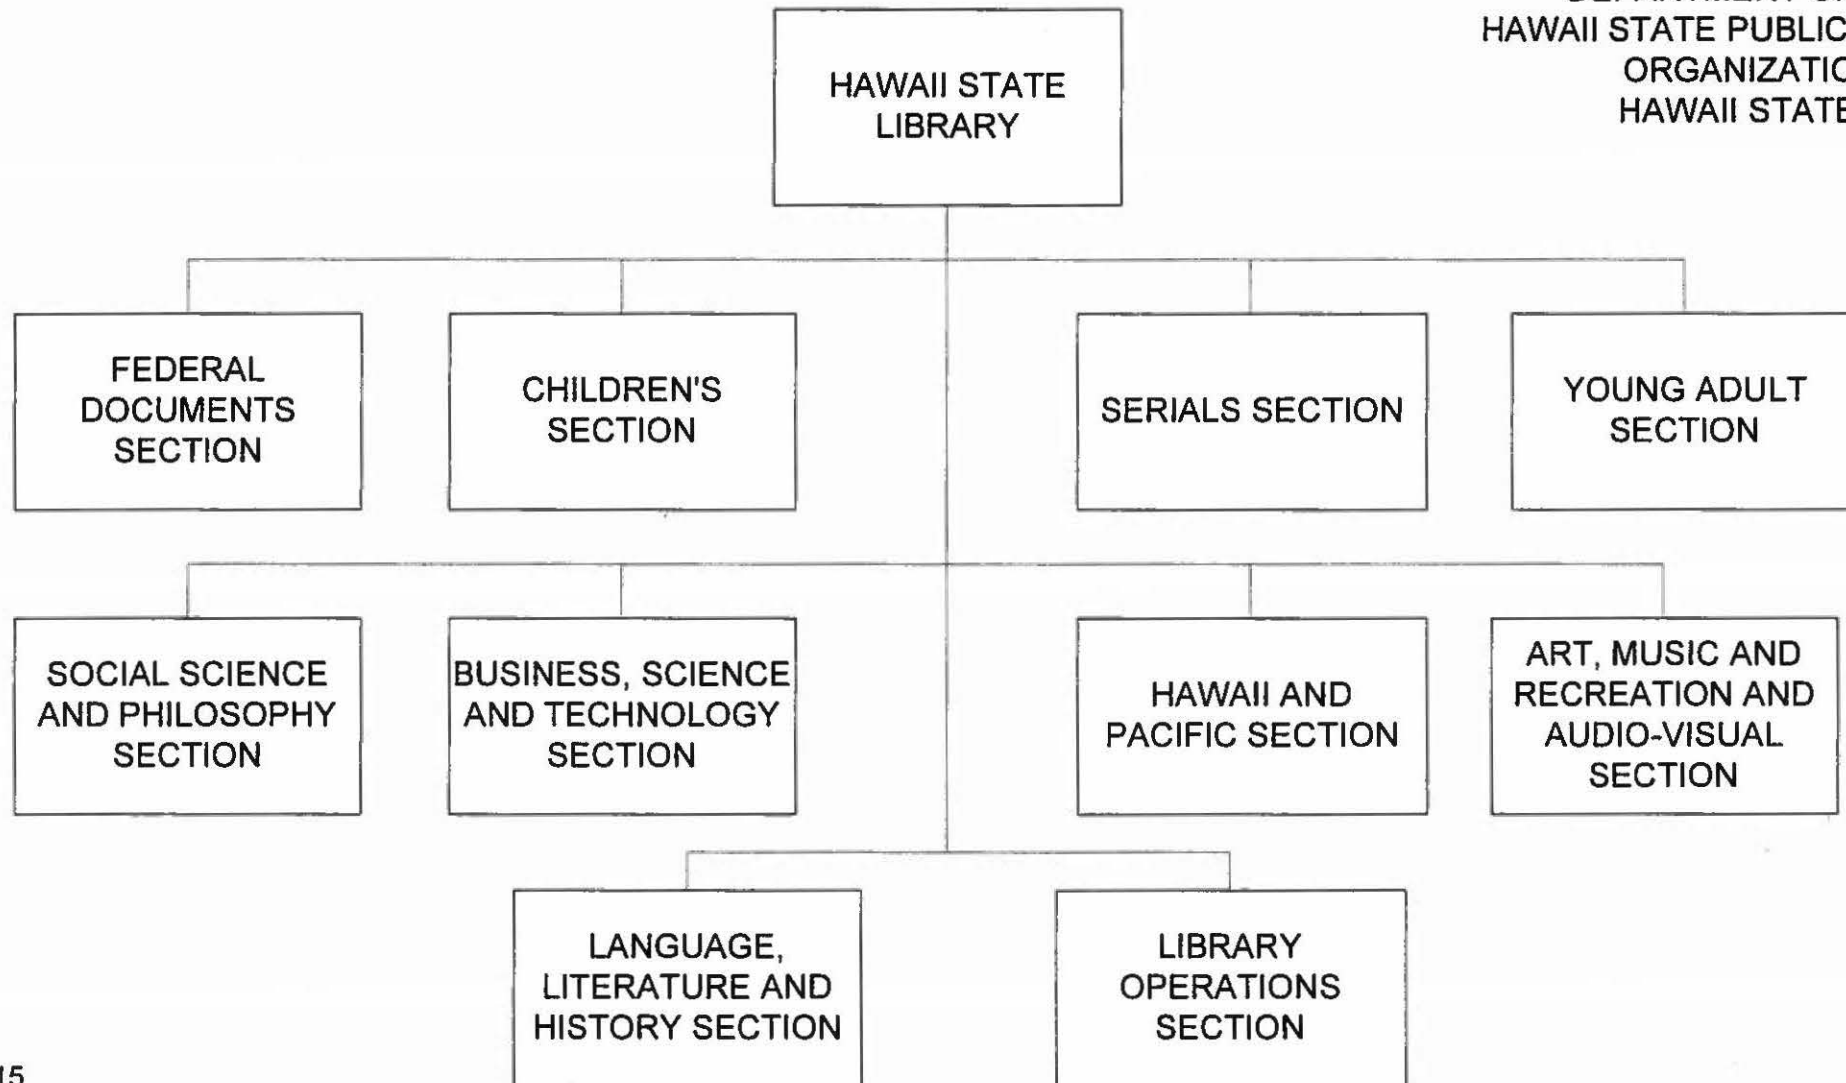 HAWAII STATE PUBLIC
HAWAII STATE
HAWAII STATE
LIBRARY
FEDERAL
DOCUMENTS
SECTION
CHILDREN'S
SECTION
SERIALS SECTION
YOUNG ADULT
SECTION
SOCIAL SCIENCE
AND PHILOSOPHY
SECTION
BUSINESS, SCIENCE
AND TECHNOLOGY
SECTION
HAWAII AND
PACIFIC SECTION
ART, MUSIC AND
RECREATION AND
AUDIO-VISUAL
SECTION
LANGUAGE,
LITERATURE AND
HISTORY SECTION
LIBRARY
OPERATIONS
SECTION